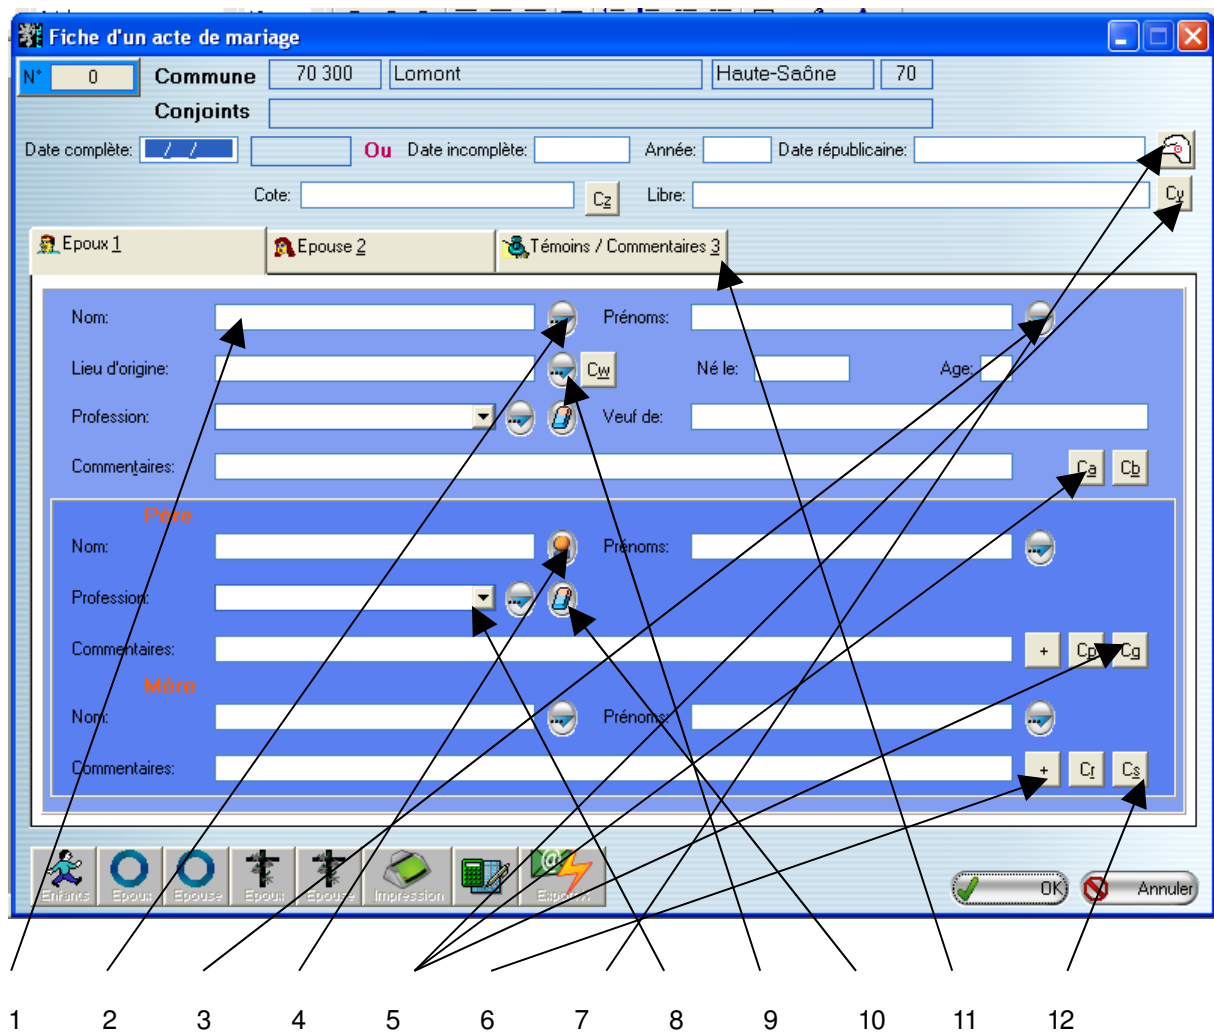 Fiche d'un acte de mariage
N° 0 Commune 70 300 Lomont Haute-Saône 70
Conjoints
Date complète: _/_/ Ou Date incomplète: Année: Date républicaine:
Cote: Cz Libre: Cy
Epoux 1 Epouse 2 Témoins / Commentaires 3
Nom: Prénoms:
Lieu d'origine: Cw Né le: Age:
Profession: Veuf de:
Commentaires: Ca Cb
Père
Nom: Prénoms:
Profession:
Commentaires: + Cp Cg
Mère
Nom: Prénoms:
Commentaires: + Cr Cs
Enfants Epoux Epouse Epoux Epouse Impression OK Annuler
1 2 3 4 5 6 7 8 9 10 11 12